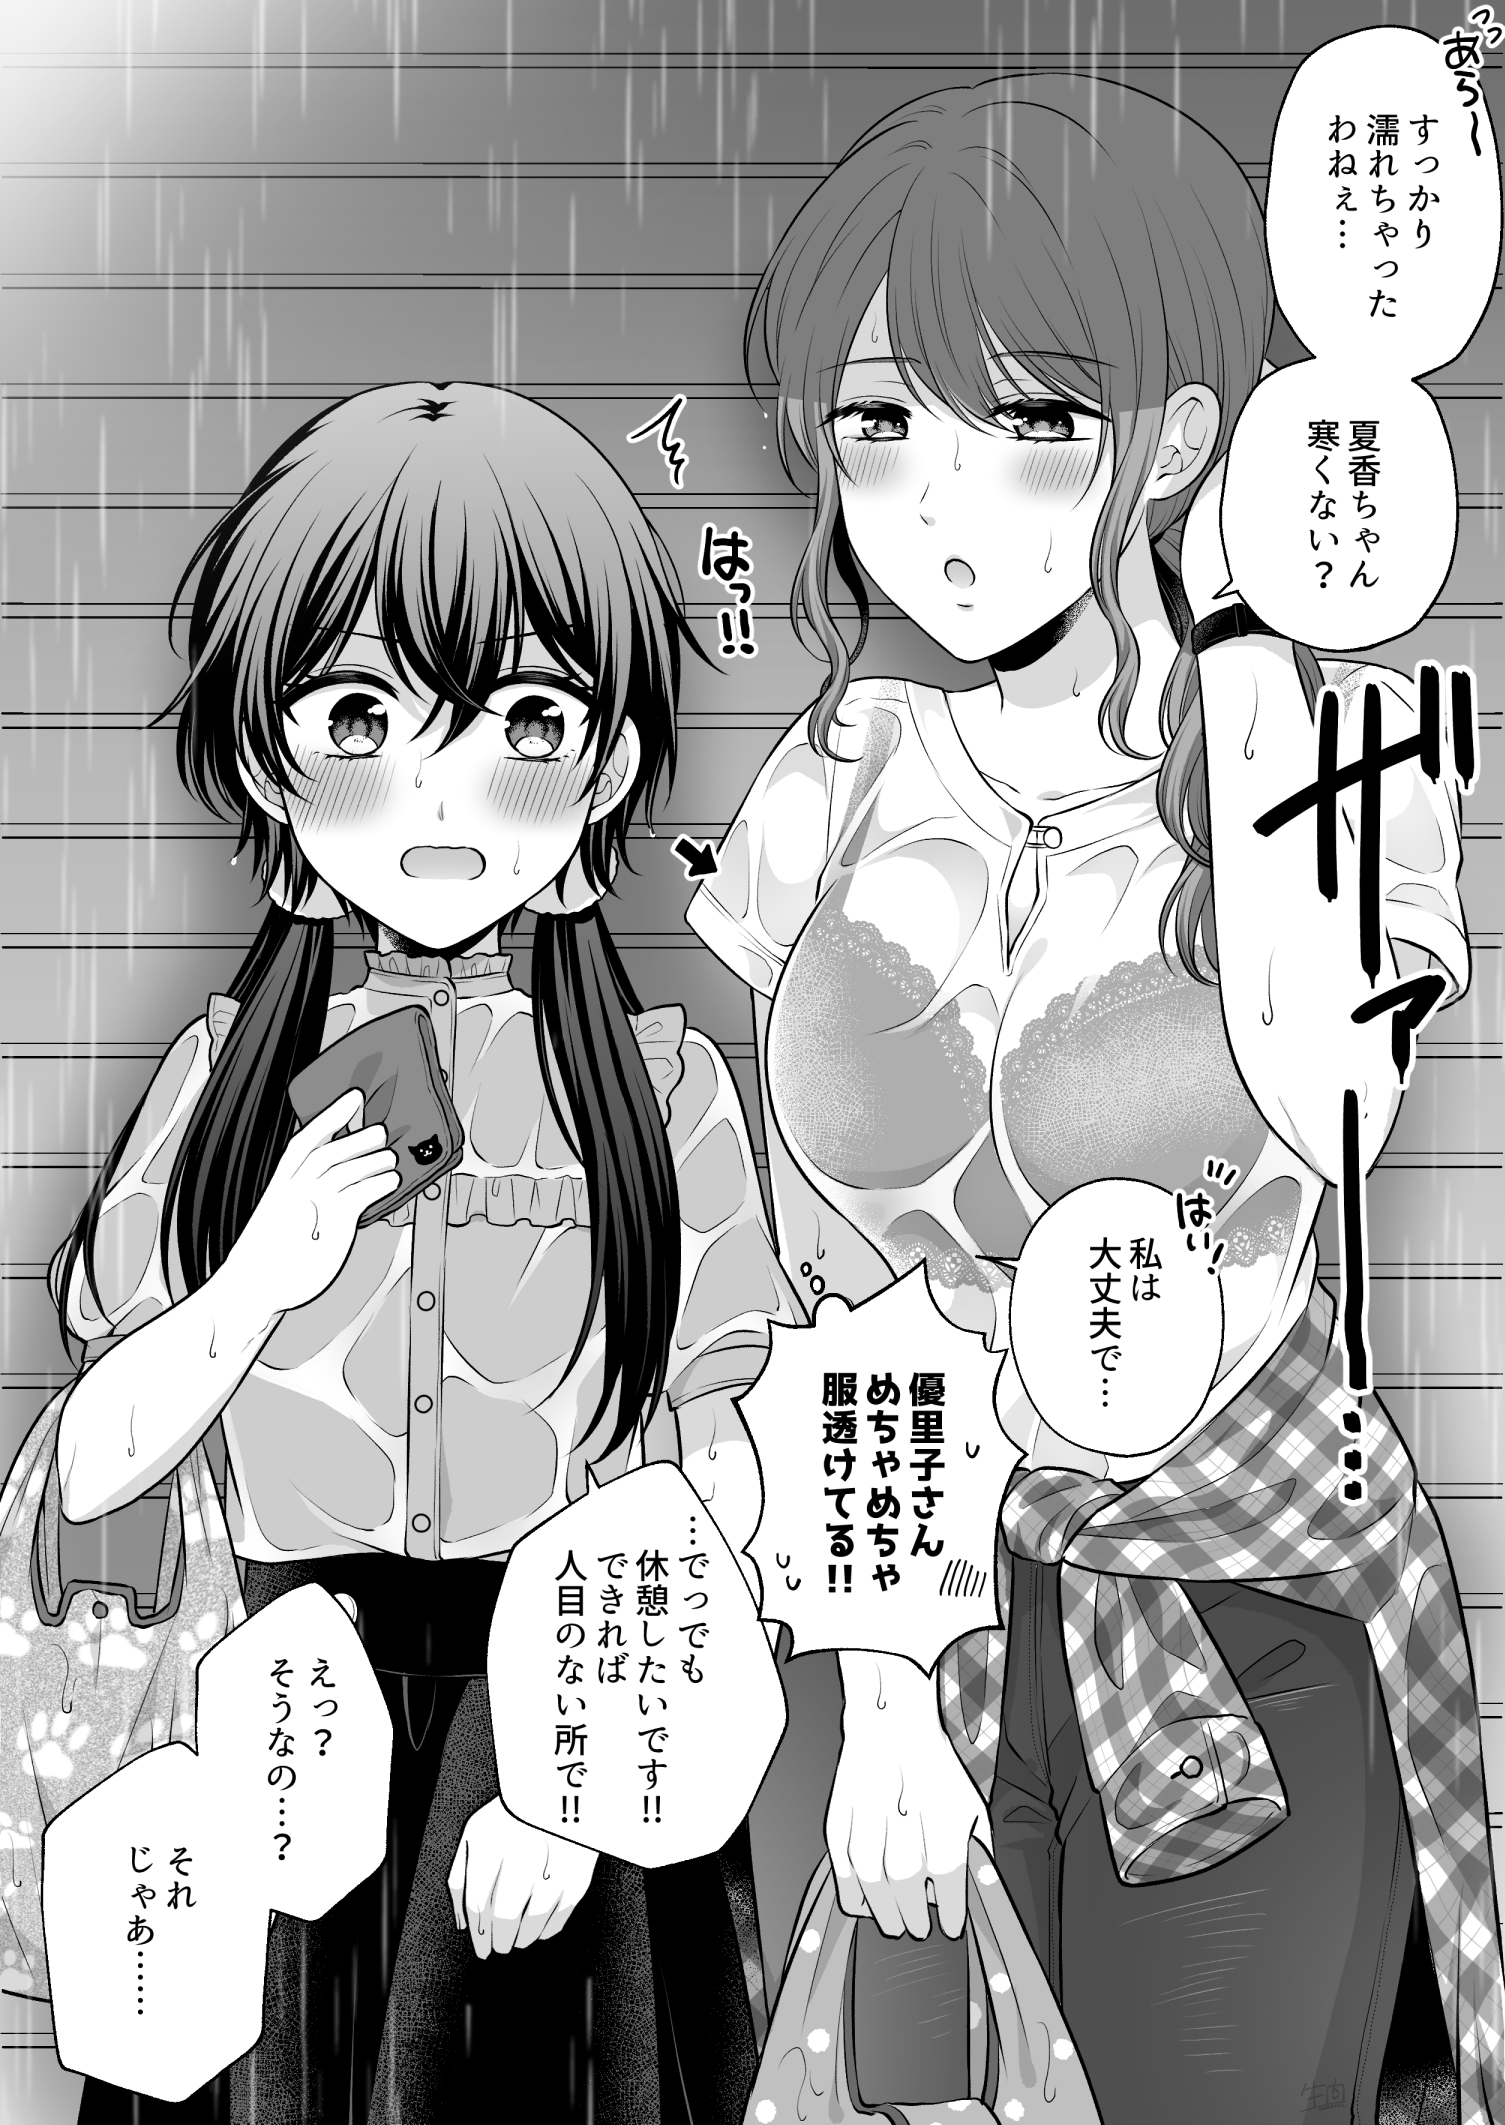 あら〜っっ
すっかり
濡れちゃった
わねぇ…
夏香ちゃん
寒くない？
ザァー……
はっ!!
はい!
私は
大丈夫で…
優里子さん
めちゃめちゃ
服透けてる!!
…でっでも
休憩したいです!!
できれば
人目のない所で!!
えっ？
そうなの…？
それ
じゃあ……